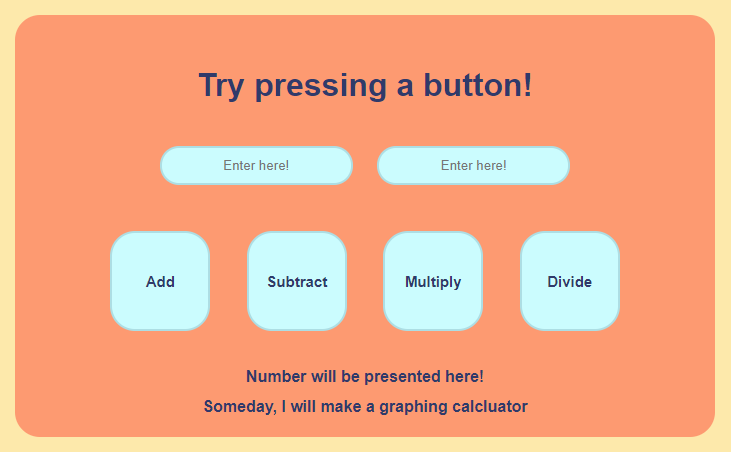 Try pressing a button!
Enter here! Enter here!
Add Subtract Multiply Divide
Number will be presented here!
Someday, I will make a graphing calcluator